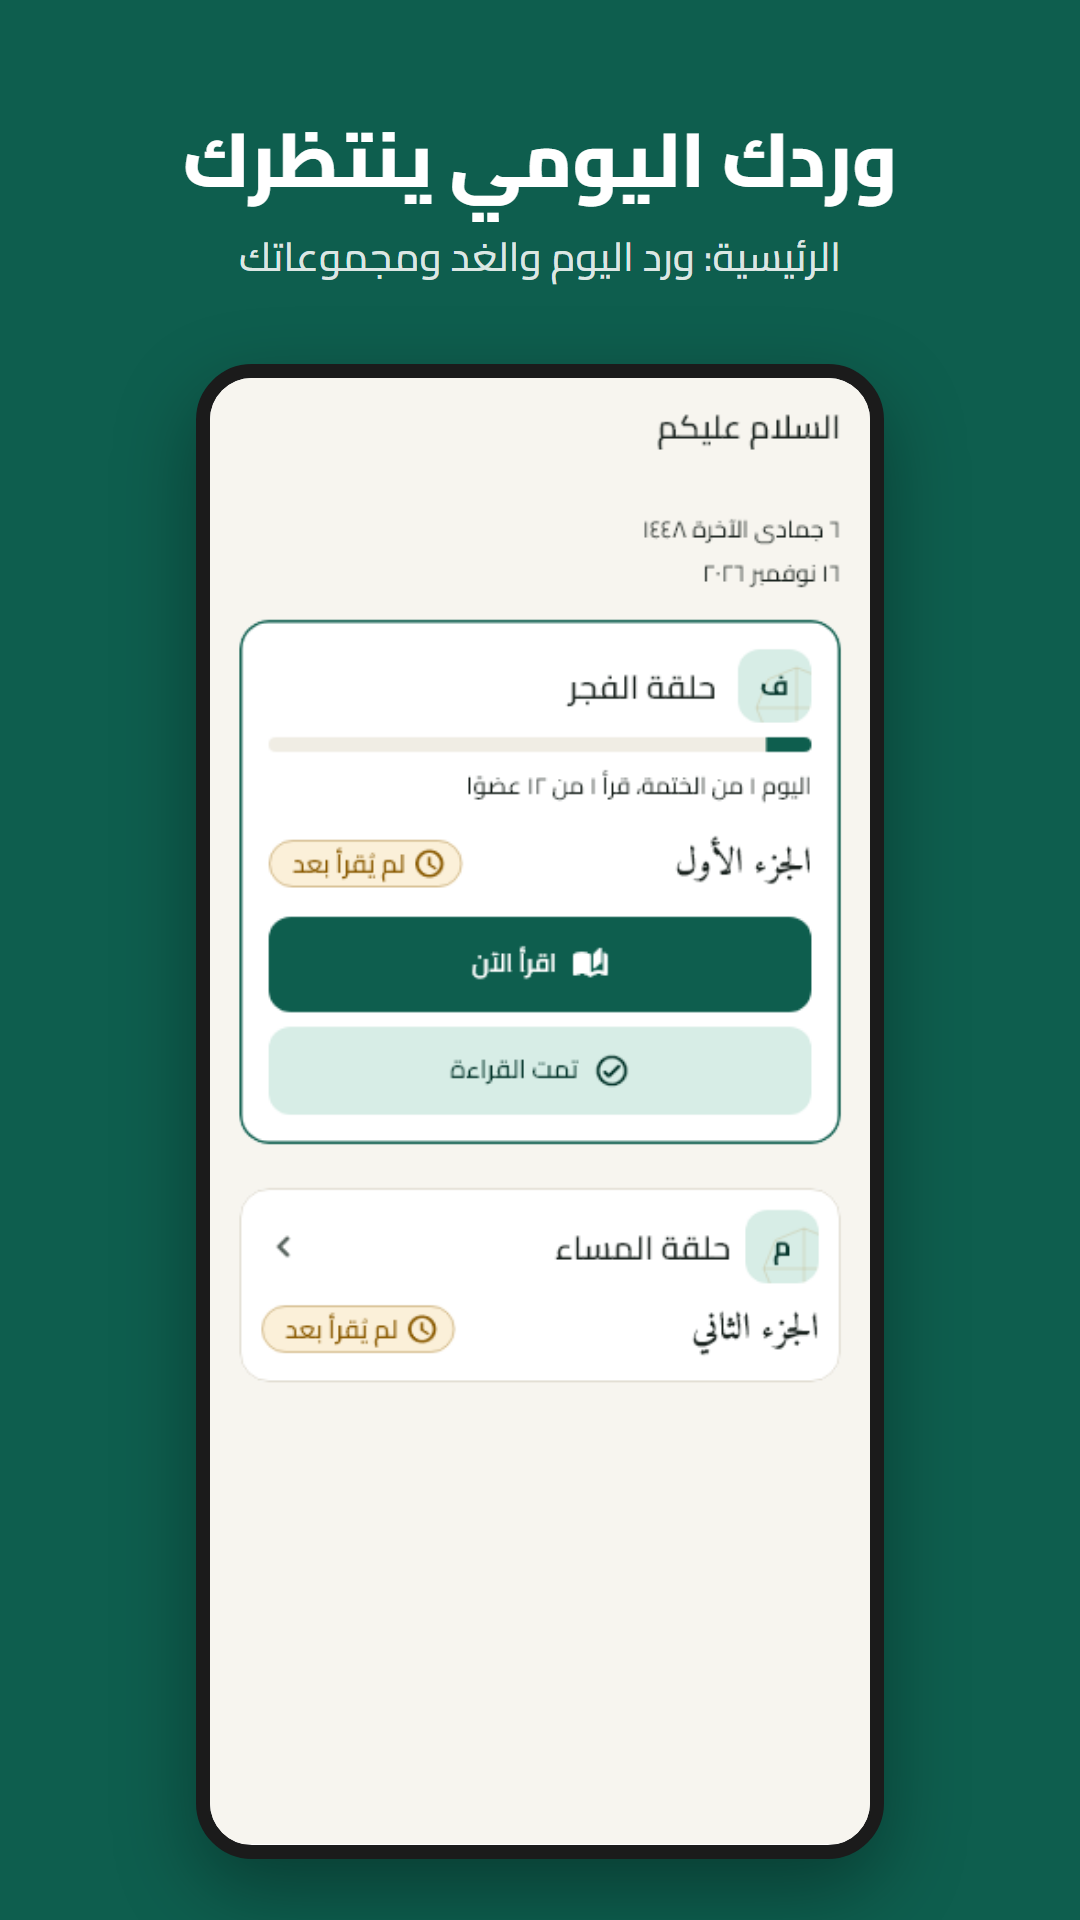 وردك اليومي ينتظرك
الرئيسية: ورد اليوم والغد ومجموعاتك
السلام عليكم
٦ جمادى الآخرة ١٤٤٨
١٦ نوفمبر ٢٠٢٦
ف
حلقة الفجر
اليوم ١ من الختمة، قرأ ١ من ١٢ عضوًا
الجزء الأول
لم يُقرأ بعد
اقرأ الآن
تمت القراءة
م
حلقة المساء
الجزء الثاني
لم يُقرأ بعد